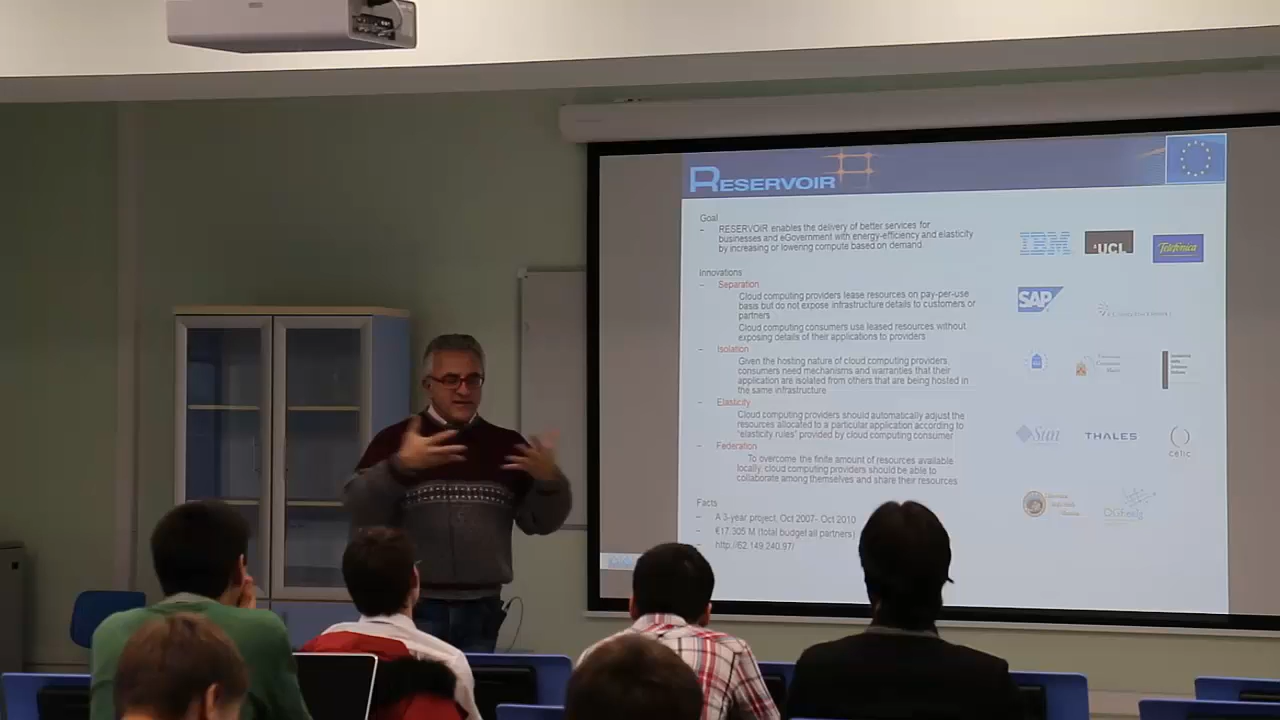 RESERVOIR
Goal
- RESERVOIR enables the delivery of better services for
businesses and eGovernment with energy-efficiency and elasticity
by increasing or lowering compute based on demand.
Innovations
- Separation
Cloud computing providers lease resources on pay-per-use
basis but do not expose infrastructure details to customers or
partners
Cloud computing consumers use leased resources without
exposing details of their applications to providers
- Isolation
Given the hosting nature of cloud computing providers,
consumers need mechanisms and warranties that their
application are isolated from others that are being hosted in
the same infrastructure
- Elasticity
Cloud computing providers should automatically adjust the
resources allocated to a particular application according to
"elasticity rules" provided by cloud computing consumer
- Federation
To overcome the finite amount of resources available
locally, cloud computing providers should be able to
collaborate among themselves and share their resources
Facts
- A 3-year project, Oct 2007- Oct 2010
- €17.305 M (total budget all partners)
- http://62.149.240.97/
IBM
UCL
Telefónica
SAP
Sun
THALES
cetic